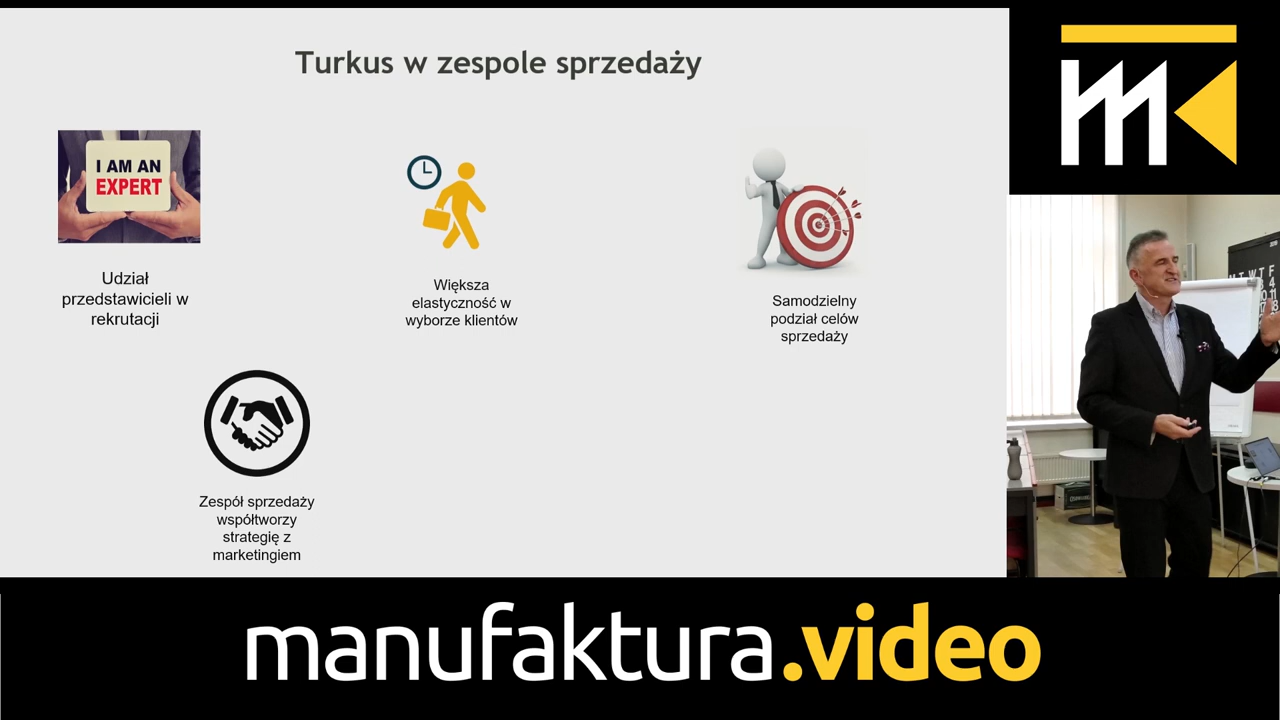 Turkus w zespole sprzedaży
I AM AN
EXPERT
Udział
przedstawicieli w
rekrutacji
Większa
elastyczność w
wyborze klientów
Samodzielny
podział celów
sprzedaży
Zespół sprzedaży
współtworzy
strategię z
marketingiem
M T W T F
manufaktura.video